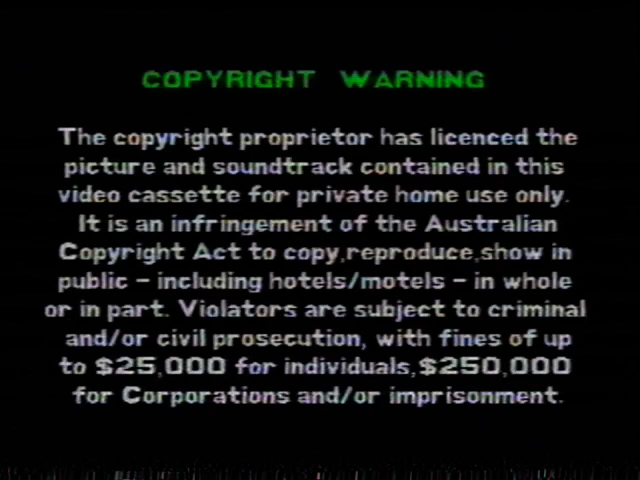 COPYRIGHT WARNING
The copyright proprietor has licenced the
picture and soundtrack contained in this
video cassette for private home use only.
It is an infringement of the Australian
Copyright Act to copy,reproduce,show in
public - including hotels/motels - in whole
or in part. Violators are subject to criminal
and/or civil prosecution, with fines of up
to $25,000 for individuals,$250,000
for Corporations and/or imprisonment.